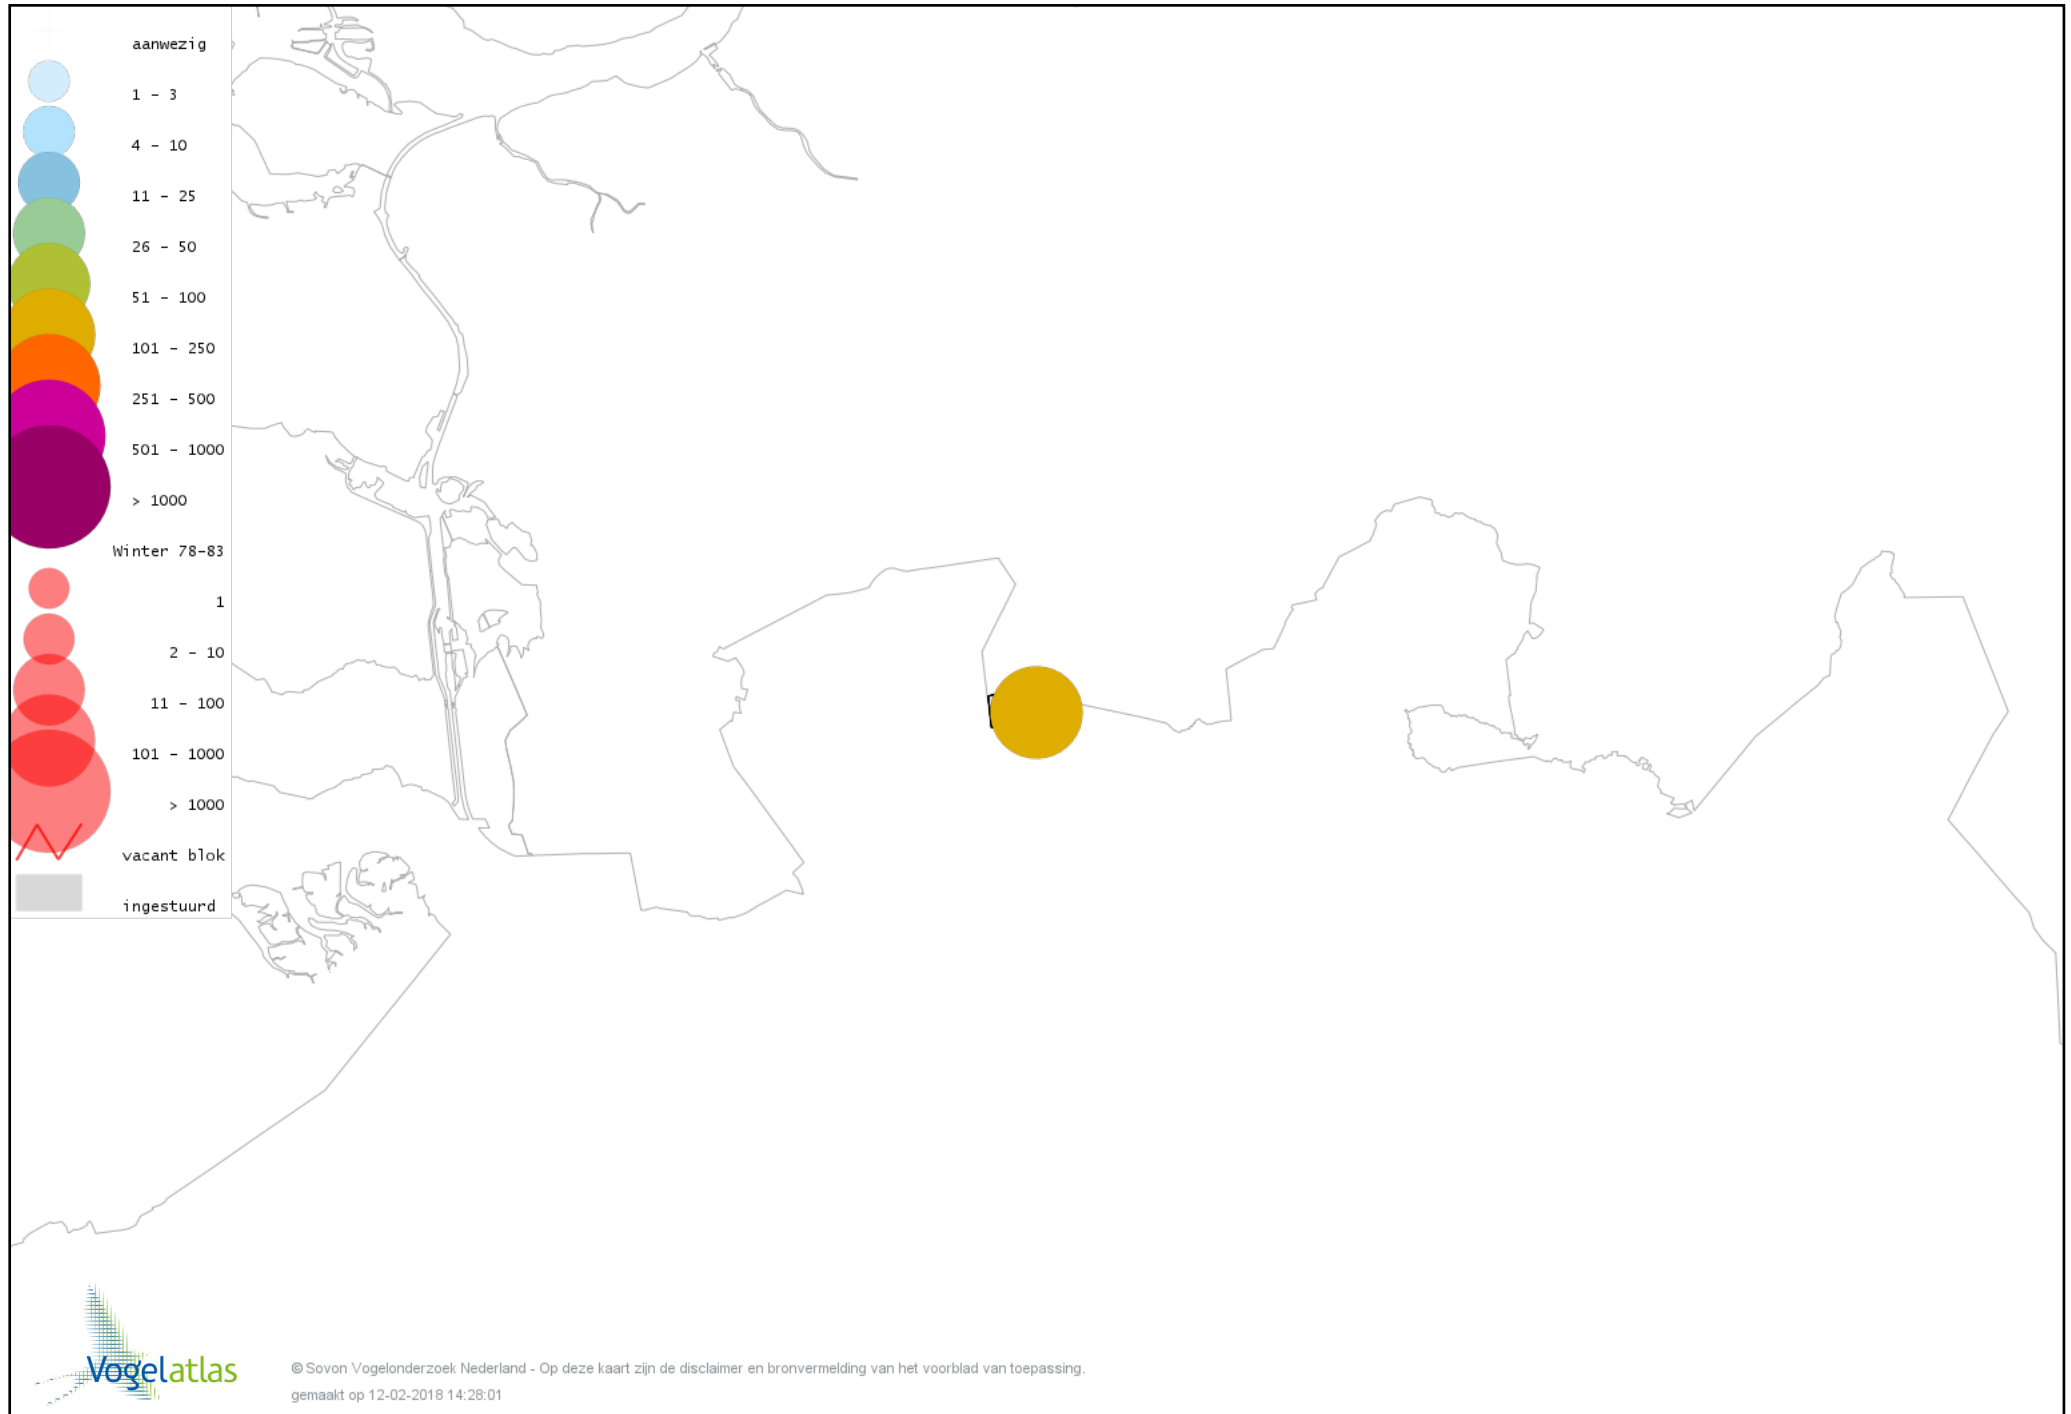 aanwezig
1 - 3
4 - 10
11 - 25
26 - 50
51 - 100
101 - 250
251 - 500
501 - 1000
> 1000
Winter 78-83
1
2 - 10
11 - 100
101 - 1000
> 1000
vacant blok
ingestuurd
Vogelatlas
© Sovon Vogelonderzoek Nederland - Op deze kaart zijn de disclaimer en bronvermelding van het voorblad van toepassing.
gemaakt op 12-02-2018 14:28:01